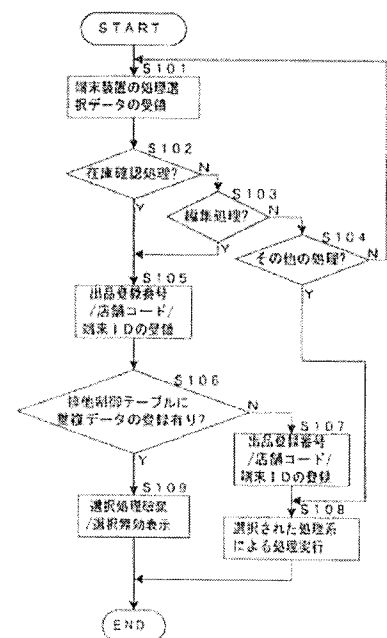 START
S101
端末装置の処理選
択データの受信
S102
在庫確認処理?
N
Y
S103
編集処理?
N
Y
S104
その他の処理?
N
Y
S105
出品登録番号
/店舗コード/
端末IDの受信
S106
排他制御テーブルに
重複データの登録有り?
N
Y
S107
出品登録番号
/店舗コード/
端末IDの登録
S109
選択処理破棄
/選択無効表示
S108
選択された処理系
による処理実行
END